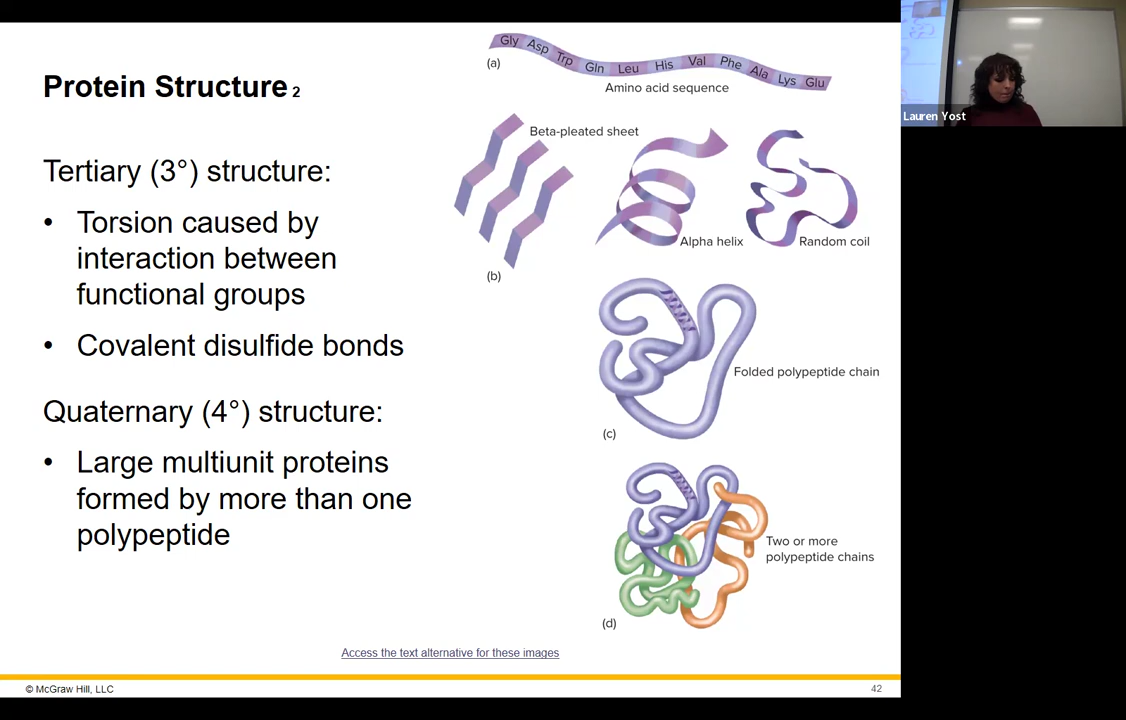 Protein Structure 2
Tertiary (3°) structure:
• Torsion caused by
interaction between
functional groups
• Covalent disulfide bonds
Quaternary (4°) structure:
• Large multiunit proteins
formed by more than one
polypeptide
Gly Asp Trp Gln Leu His Val Phe Ala Lys Glu
(a)
Amino acid sequence
Beta-pleated sheet
Alpha helix
Random coil
(b)
Folded polypeptide chain
(c)
Two or more
polypeptide chains
(d)
Access the text alternative for these images
© McGraw Hill, LLC
42
Lauren Yost